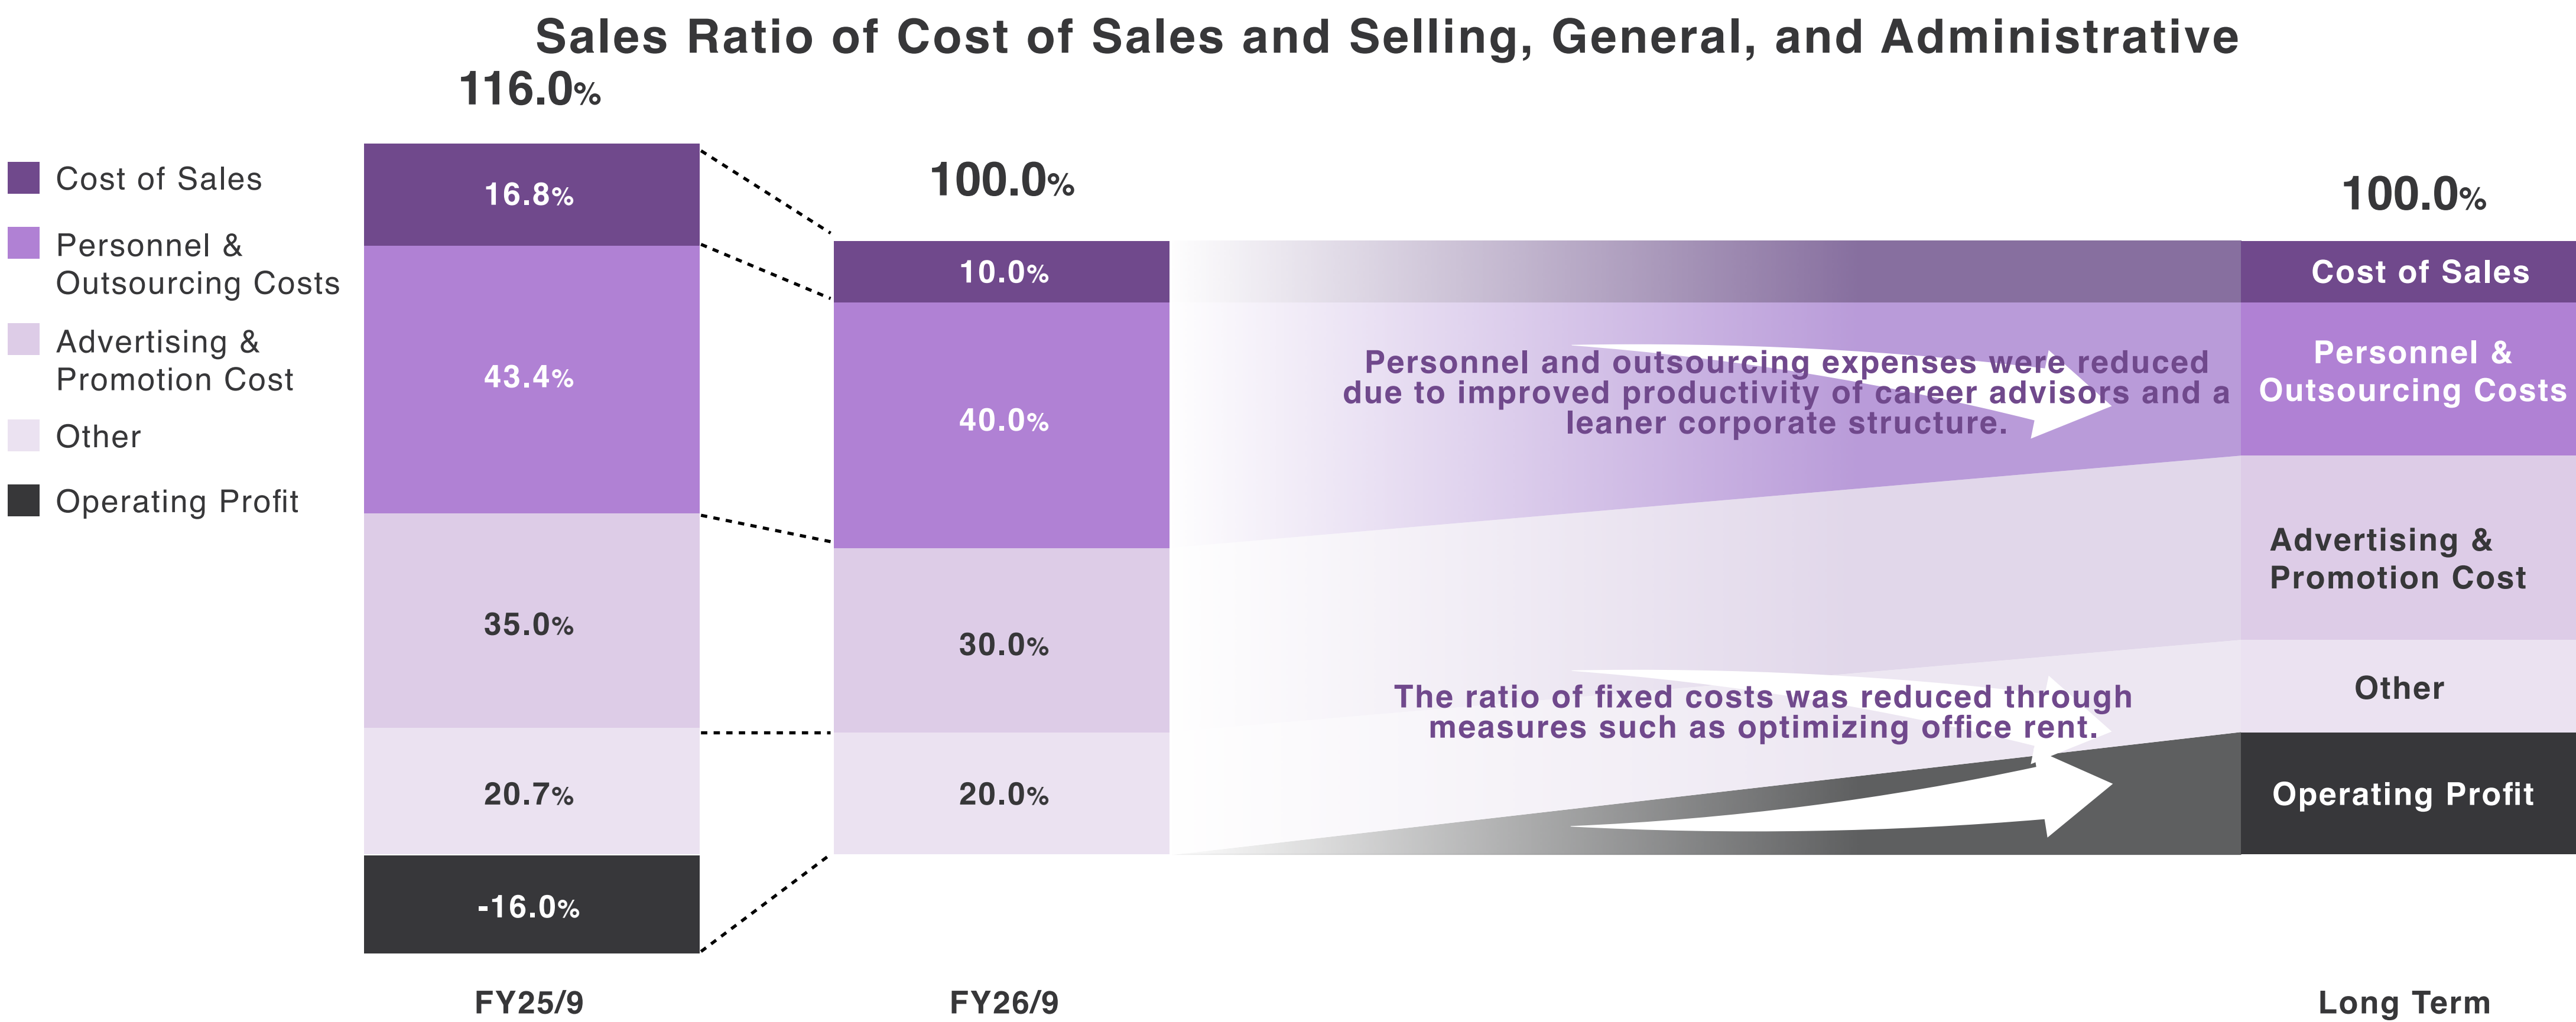 Sales Ratio of Cost of Sales and Selling, General, and Administrative
116.0%
100.0%
100.0%
Cost of Sales
Personnel &
Outsourcing Costs
Advertising &
Promotion Cost
Other
Operating Profit
16.8%
43.4%
35.0%
20.7%
-16.0%
10.0%
40.0%
30.0%
20.0%
Personnel and outsourcing expenses were reduced
due to improved productivity of career advisors and a
leaner corporate structure.
The ratio of fixed costs was reduced through
measures such as optimizing office rent.
Cost of Sales
Personnel &
Outsourcing Costs
Advertising &
Promotion Cost
Other
Operating Profit
FY25/9
FY26/9
Long Term